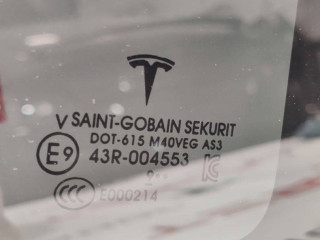 V SAINT-GOBAIN SEKURIT
DOT-615 M40VEG AS3
E9 43R-004553
CCC E000214